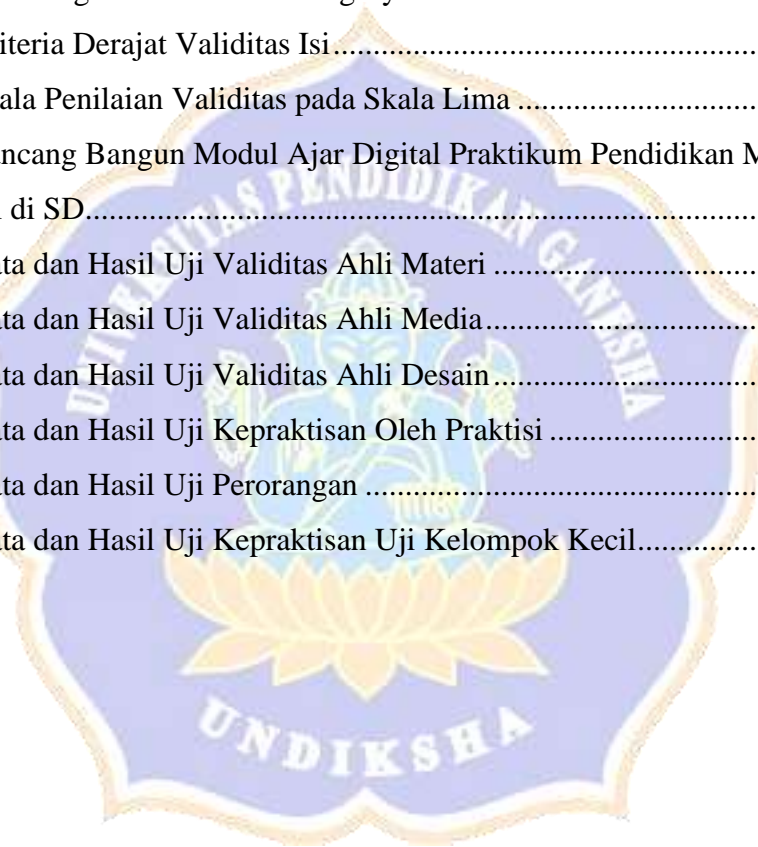 iteria Derajat Validitas Isi..............................................................
ala Penilaian Validitas pada Skala Lima ...................................
ncang Bangun Modul Ajar Digital Praktikum Pendidikan M
di SD.........................................................................................
ta dan Hasil Uji Validitas Ahli Materi .....................................
ta dan Hasil Uji Validitas Ahli Media......................................
ta dan Hasil Uji Validitas Ahli Desain.....................................
ta dan Hasil Uji Kepraktisan Oleh Praktisi .............................
ta dan Hasil Uji Perorangan .....................................................
ta dan Hasil Uji Kepraktisan Uji Kelompok Kecil.................
UNIVERSITAS PENDIDIKAN GANESHA
UNDIKSHA